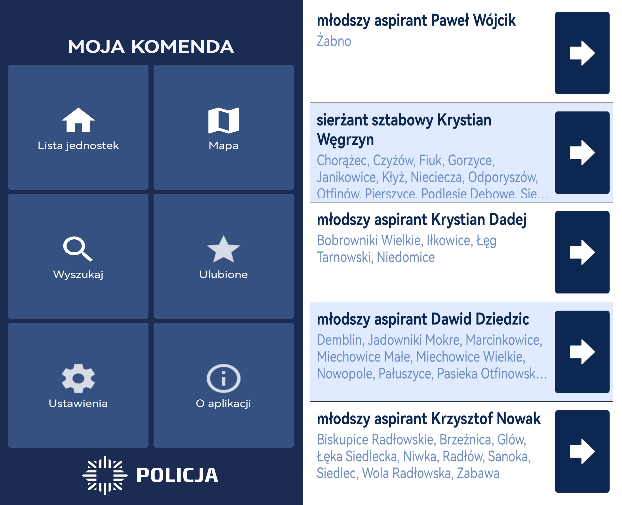 MOJA KOMENDA
Lista jednostek
Mapa
Wyszukaj
Ulubione
Ustawienia
O aplikacji
POLICJA
młodszy aspirant Paweł Wójcik
Żabno
sierżant sztabowy Krystian
Węgrzyn
Chorążec, Czyżów, Fiuk, Gorzyce,
Janikowice, Kłyż, Nieciecza, Odporyszów,
Otfinów, Pierszyce, Podlesie Dębowe, Sie...
młodszy aspirant Krystian Dadej
Bobrowniki Wielkie, Iłkowice, Łęg
Tarnowski, Niedomice
młodszy aspirant Dawid Dziedzic
Demblin, Jadowniki Mokre, Marcinkowice,
Miechowice Małe, Miechowice Wielkie,
Nowopole, Pałuszyce, Pasieka Otfinowsk...
młodszy aspirant Krzysztof Nowak
Biskupice Radłowskie, Brzeźnica, Glów,
Łęka Siedlecka, Niwka, Radłów, Sanoka,
Siedlec, Wola Radłowska, Zabawa